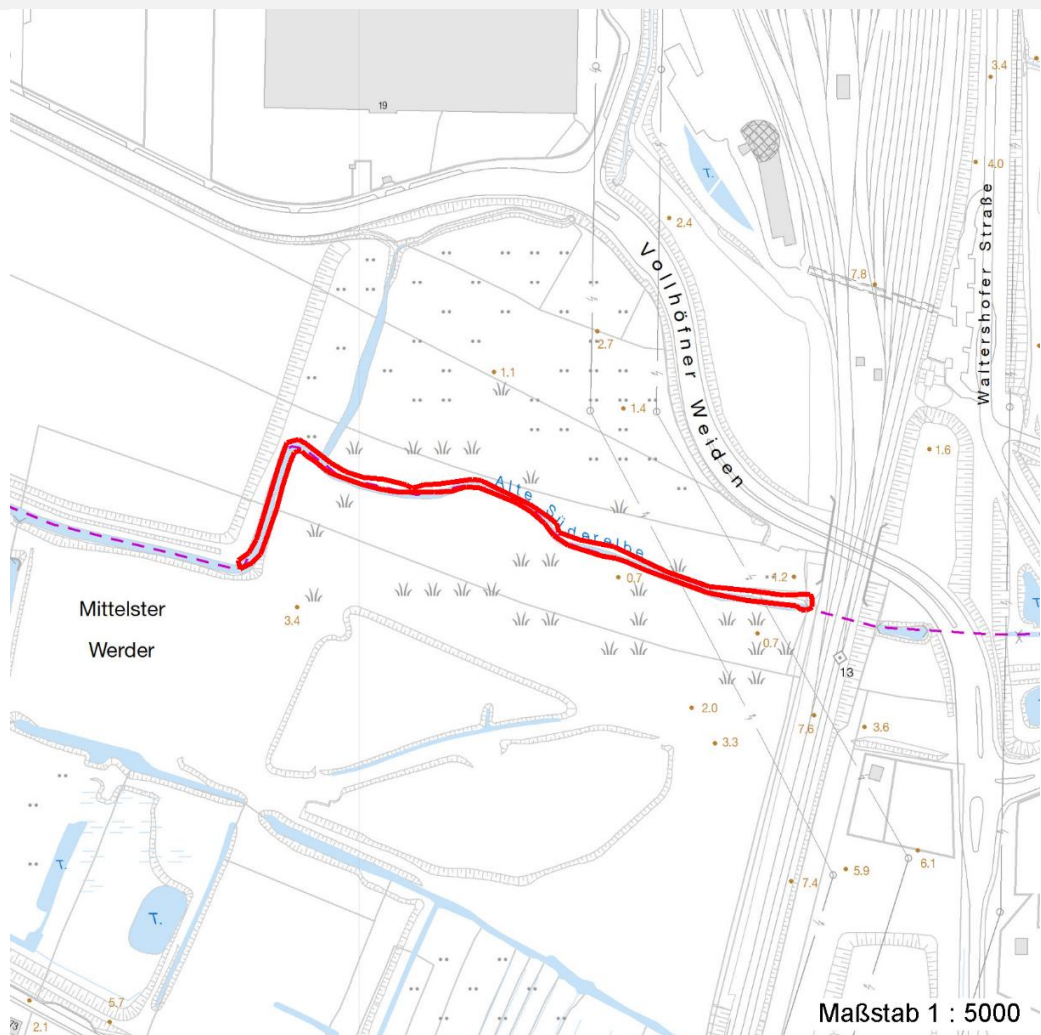 19
3.4
4.0
T.
2.4
Waltershofer Straße
Vollhöfner Weiden
7.8
2.7
1.1
1.4
1.6
Alte Süderelbe
0.7
1.2
Mittelster
Werder
3.4
0.7
13
2.0
7.6
3.6
3.3
T.
T.
6.1
5.9
7.4
5.7
2.1
73
Maßstab 1 : 5000